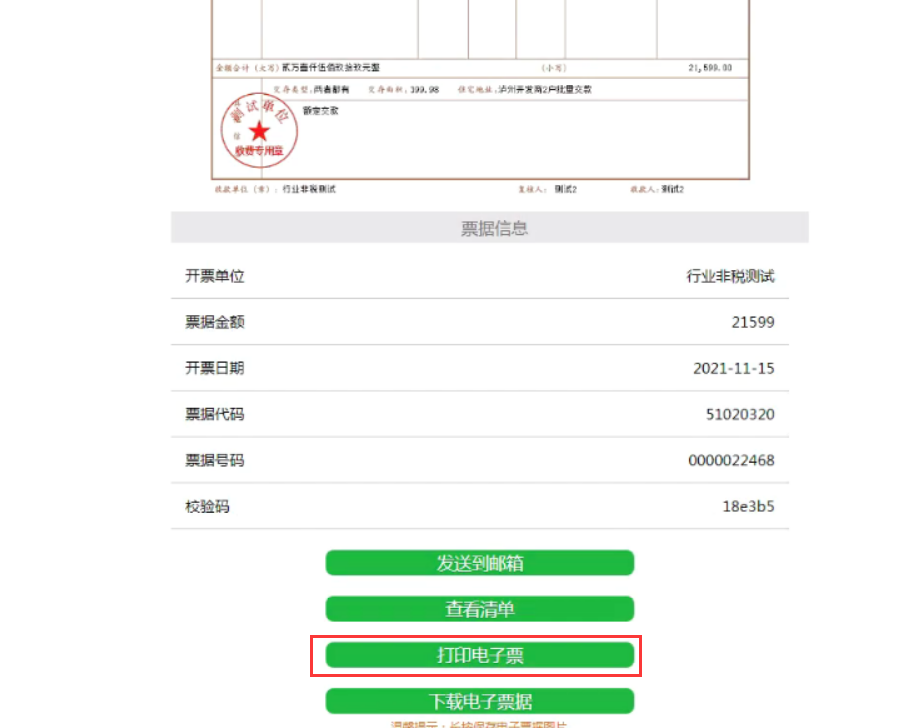 金额合计（大写）贰万壹仟伍佰玖拾玖元整 （小写） 21,599.00
交存类型：两者都有 交存面积：199.98 住宅地址：泸州开发商2户批量交款
测试单位
额定交款
收费专用章
收款单位（章）：行业非税测试 复核人： 测试2 收款人：测试2
票据信息
开票单位 行业非税测试
票据金额 21599
开票日期 2021-11-15
票据代码 51020320
票据号码 0000022468
校验码 18e3b5
发送到邮箱
查看清单
打印电子票
下载电子票据
温馨提示：长按保存电子票据图片